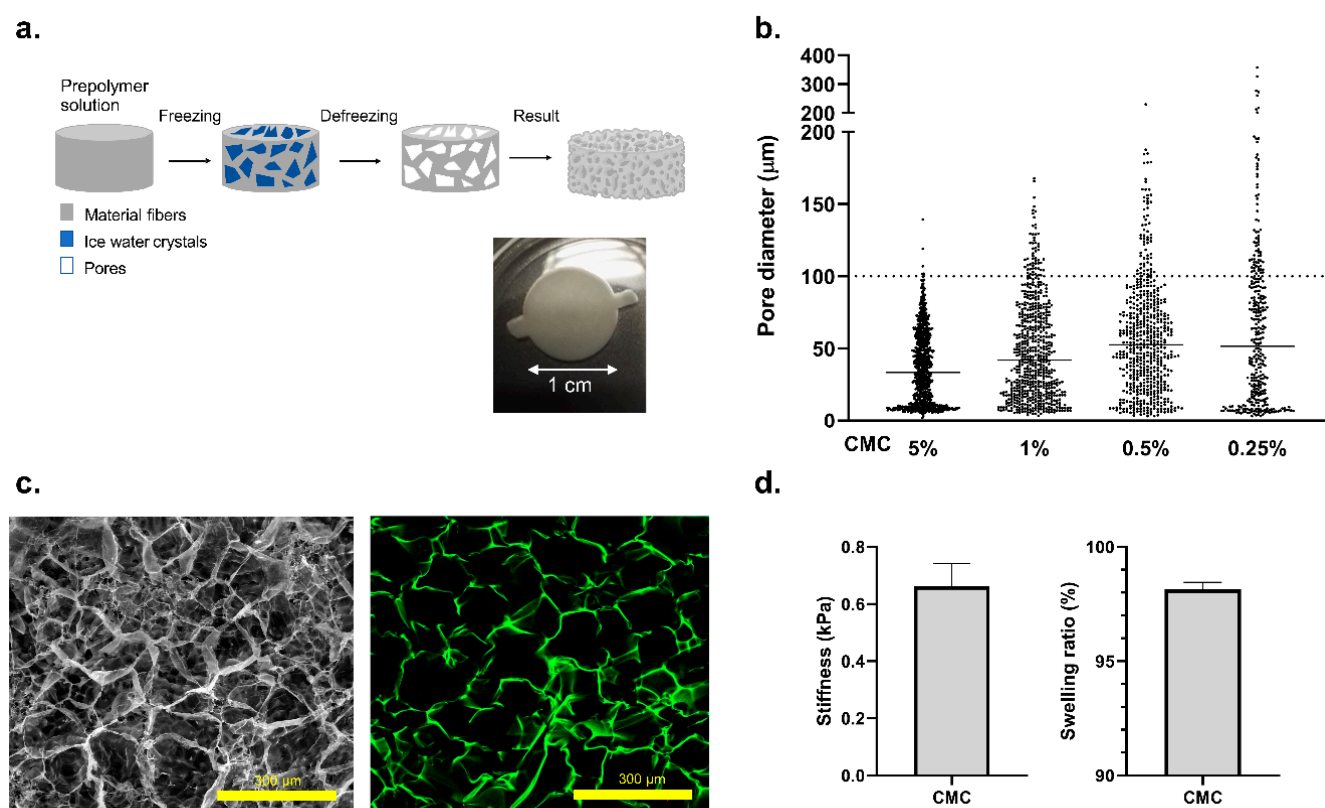 a.
Prepolymer
solution
Freezing
Defreezing
Result
Material fibers
Ice water crystals
Pores
1 cm
b.
Pore diameter (μm)
400
300
200
200
150
100
50
0
CMC 5% 1% 0.5% 0.25%
c.
300 μm
300 μm
d.
Stiffness (kPa)
0.8
0.6
0.4
0.2
0.0
CMC
Swelling ratio (%)
100
95
90
CMC